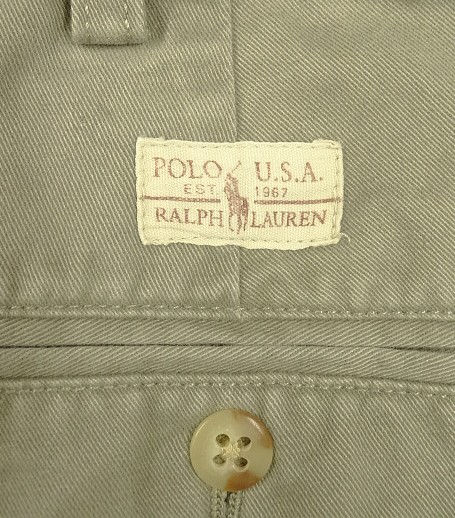 POLO U.S.A.
EST. 1967
RALPH LAUREN